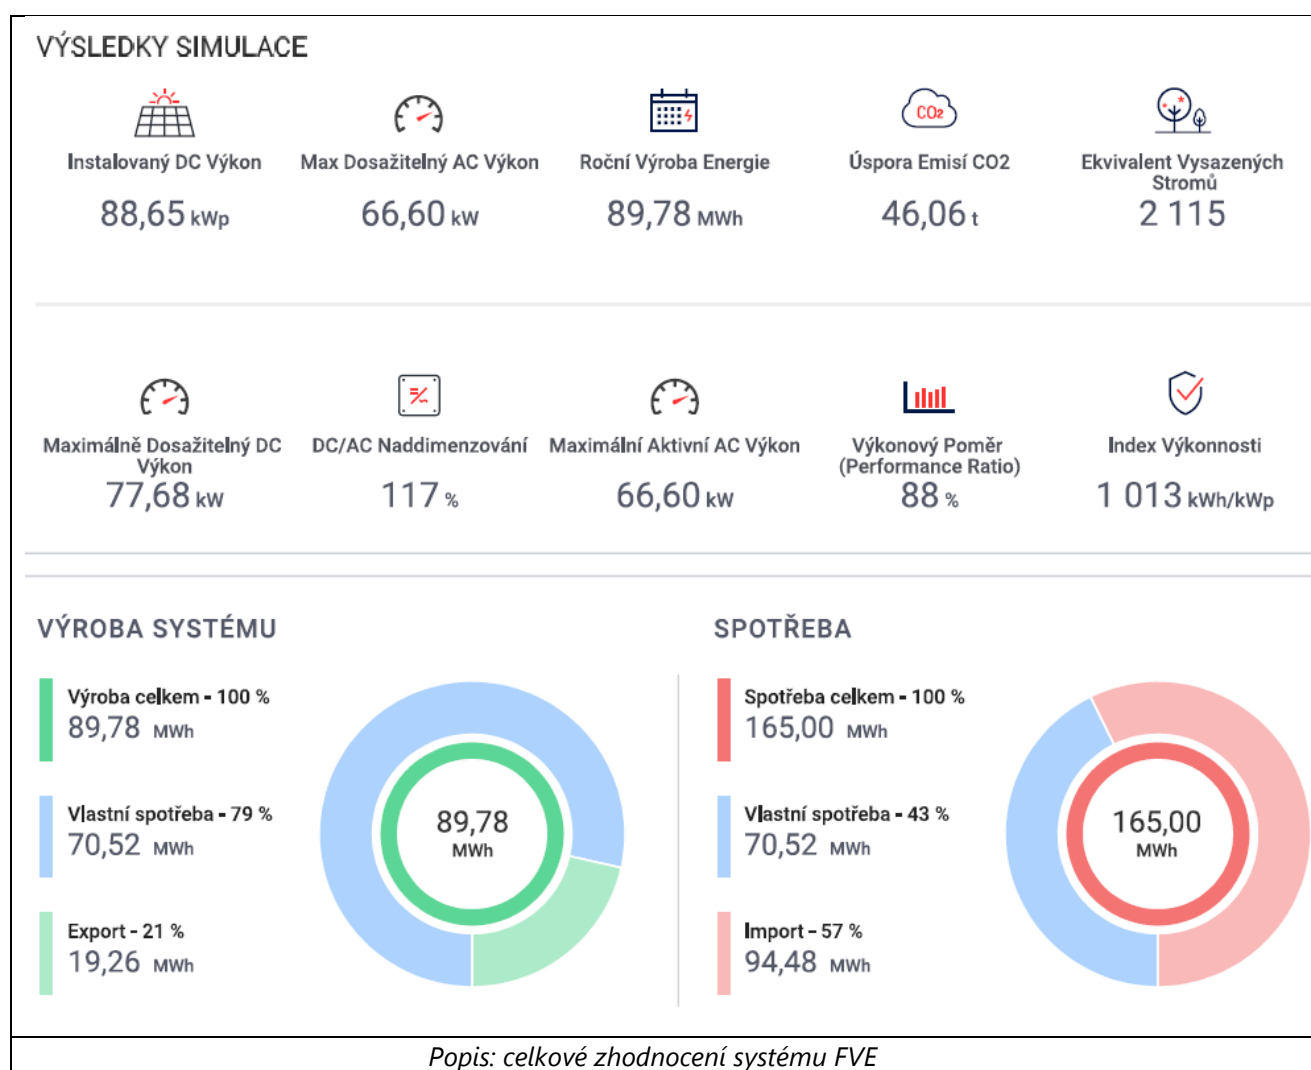 VÝSLEDKY SIMULACE
CO2
Instalovaný DC Výkon
88,65 kWp
Max Dosažitelný AC Výkon
66,60 kW
Roční Výroba Energie
89,78 MWh
Úspora Emisí CO2
46,06 t
Ekvivalent Vysazených
Stromů
2 115
Maximálně Dosažitelný DC
Výkon
77,68 kW
DC/AC Naddimenzování
117 %
Maximální Aktivní AC Výkon
66,60 kW
Výkonový Poměr
(Performance Ratio)
88 %
Index Výkonnosti
1 013 kWh/kWp
VÝROBA SYSTÉMU
Výroba celkem - 100 %
89,78 MWh
Vlastní spotřeba - 79 %
70,52 MWh
Export - 21 %
19,26 MWh
89,78
MWh
SPOTŘEBA
Spotřeba celkem - 100 %
165,00 MWh
Vlastní spotřeba - 43 %
70,52 MWh
Import - 57 %
94,48 MWh
165,00
MWh
Popis: celkové zhodnocení systému FVE